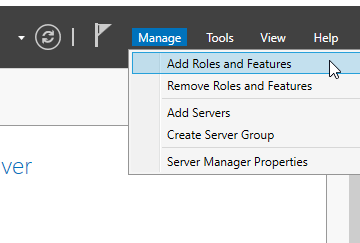 Manage Tools View Help
Add Roles and Features
Remove Roles and Features
Add Servers
Create Server Group
Server Manager Properties
ver